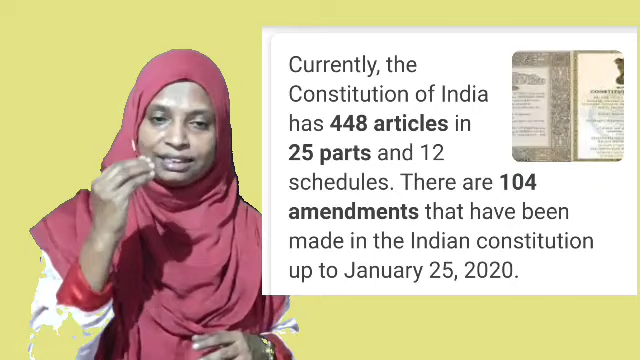 Currently, the
Constitution of India
has 448 articles in
25 parts and 12
schedules. There are 104
amendments that have been
made in the Indian constitution
up to January 25, 2020.